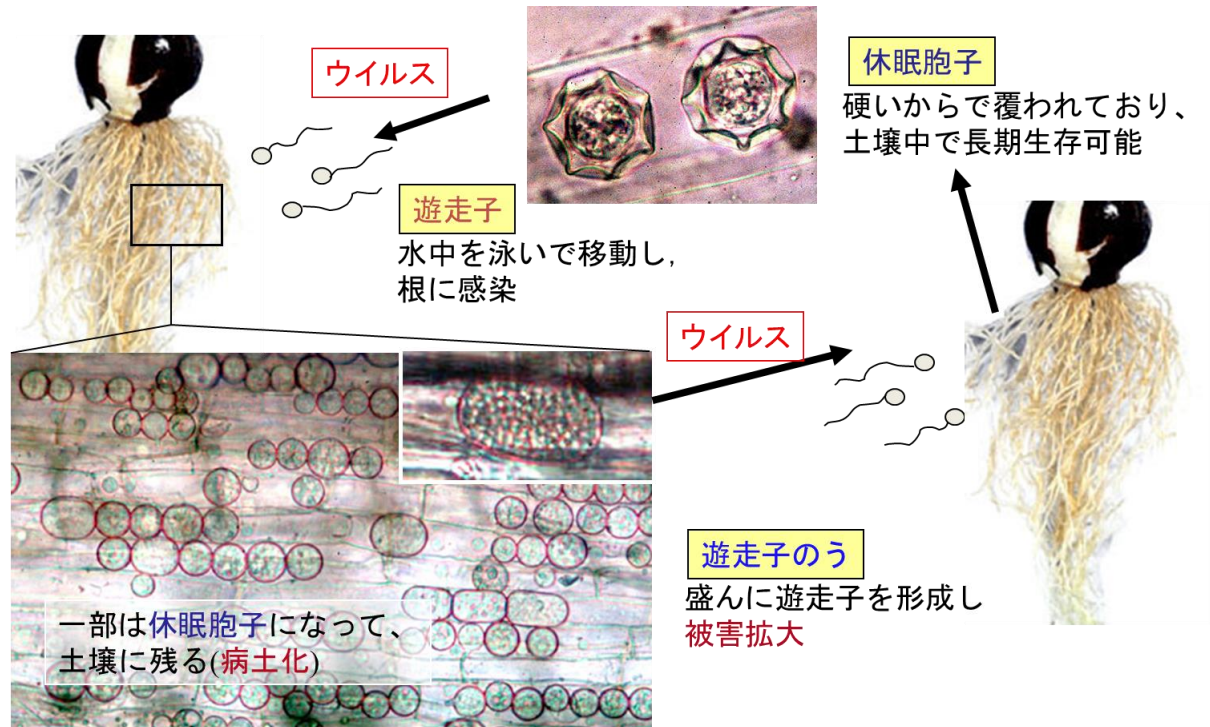 ウイルス
休眠胞子
硬いからで覆われており、
土壌中で長期生存可能
遊走子
水中を泳いで移動し,
根に感染
ウイルス
遊走子のう
盛んに遊走子を形成し
被害拡大
一部は休眠胞子になって、
土壌に残る(病土化)